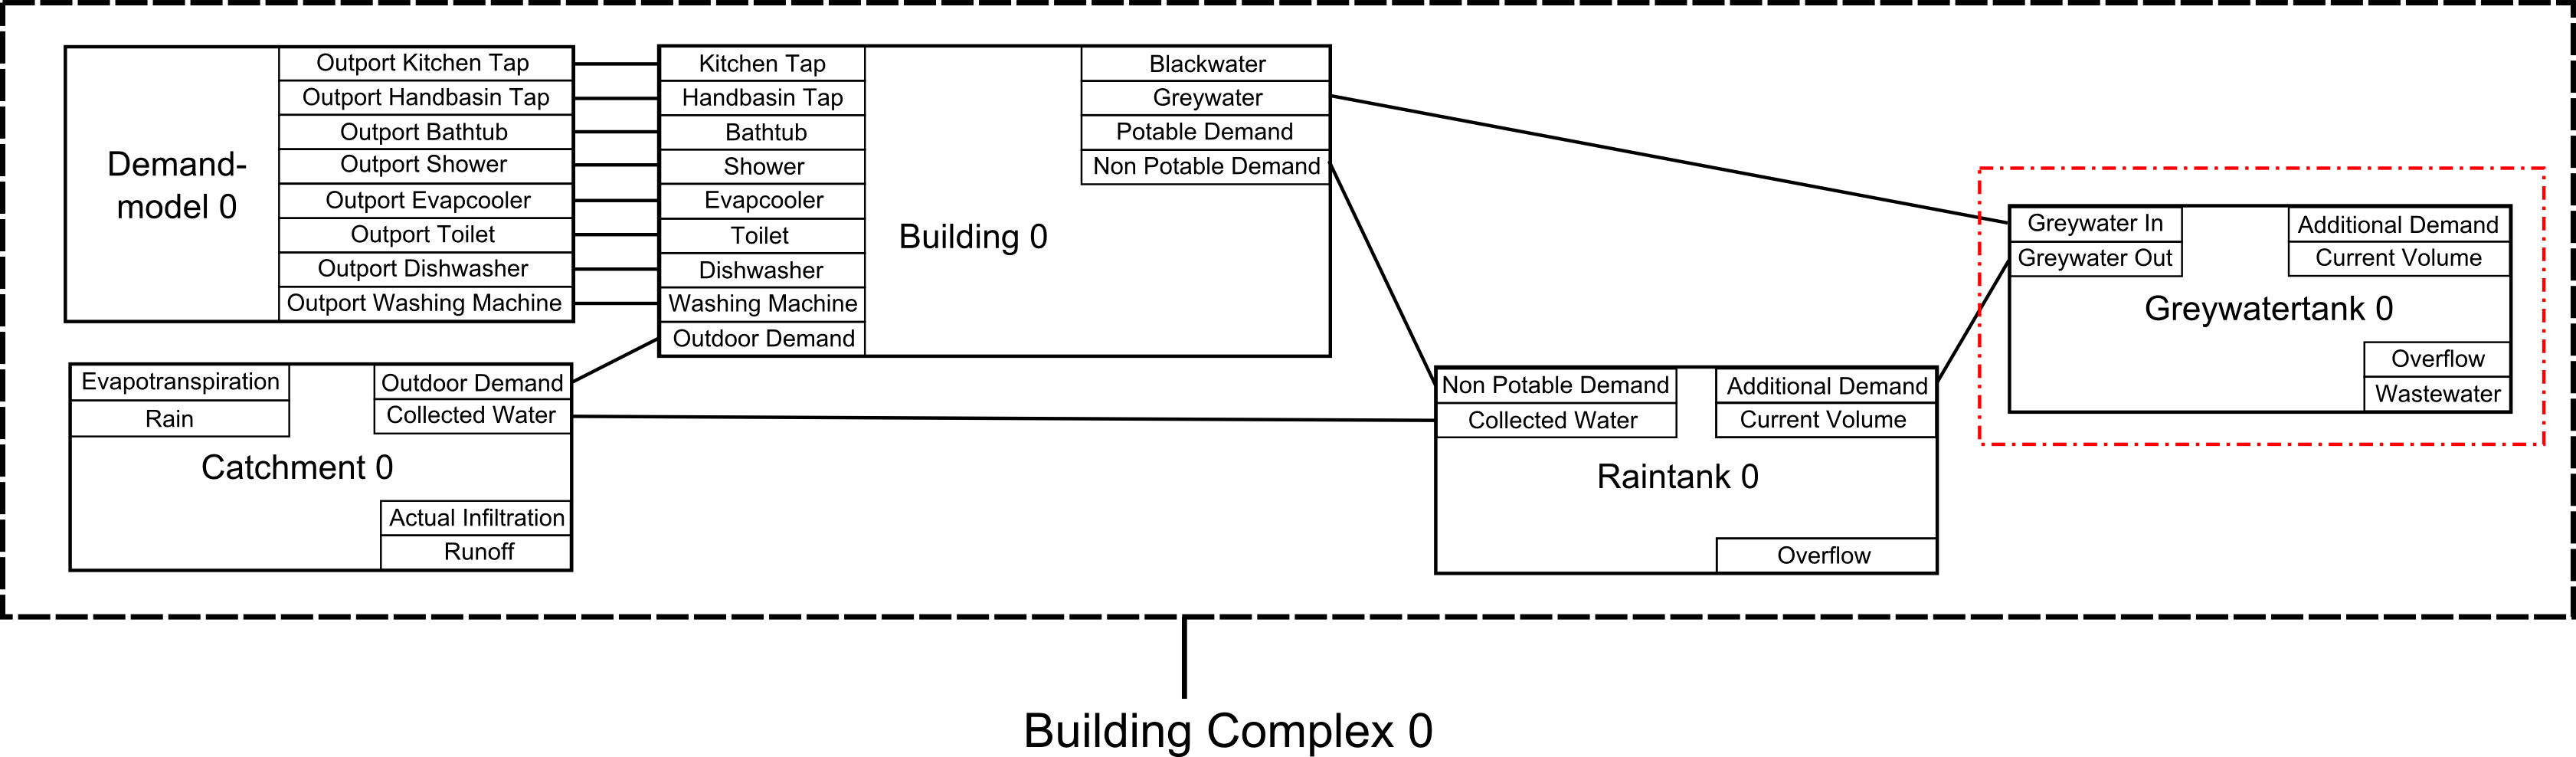 Demand-
model 0
Outport Kitchen Tap
Outport Handbasin Tap
Outport Bathtub
Outport Shower
Outport Evapcooler
Outport Toilet
Outport Dishwasher
Outport Washing Machine
Kitchen Tap
Handbasin Tap
Bathtub
Shower
Evapcooler
Toilet
Dishwasher
Washing Machine
Outdoor Demand
Building 0
Blackwater
Greywater
Potable Demand
Non Potable Demand
Evapotranspiration
Rain
Outdoor Demand
Collected Water
Catchment 0
Actual Infiltration
Runoff
Non Potable Demand
Collected Water
Additional Demand
Current Volume
Raintank 0
Overflow
Greywater In
Greywater Out
Additional Demand
Current Volume
Greywatertank 0
Overflow
Wastewater
Building Complex 0